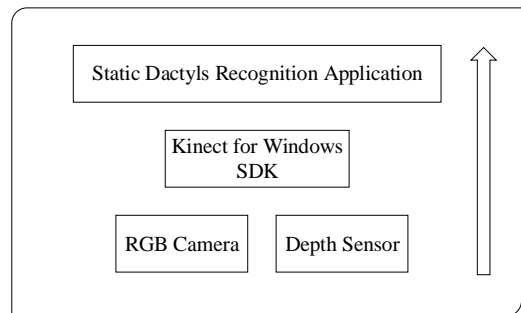 Static Dactyls Recognition Application
Kinect for Windows
SDK
RGB Camera
Depth Sensor